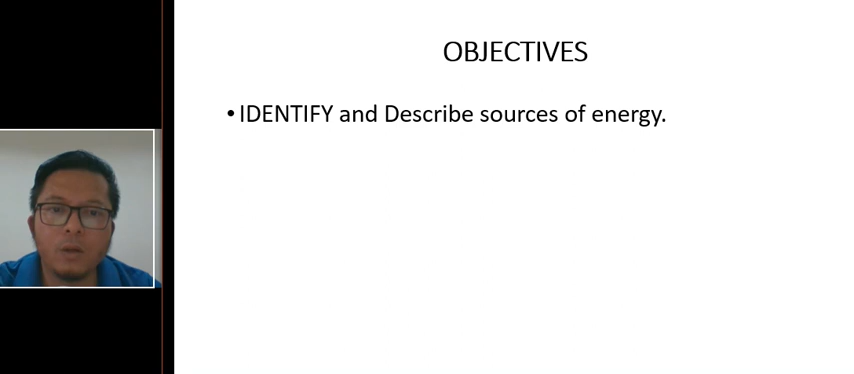 OBJECTIVES
• IDENTIFY and Describe sources of energy.